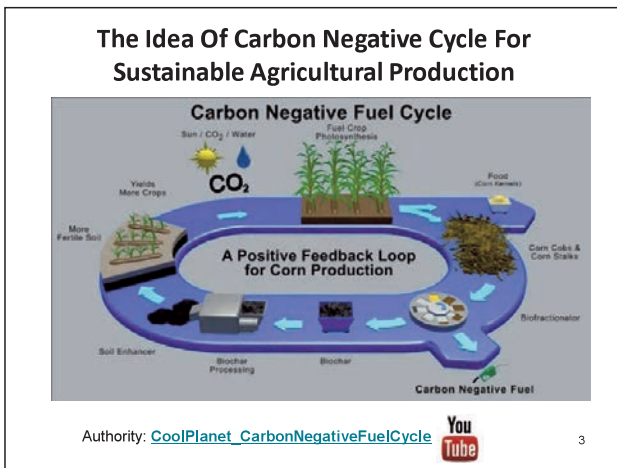 The Idea Of Carbon Negative Cycle For
Sustainable Agricultural Production
Carbon Negative Fuel Cycle
Sun / CO2 / Water
Fuel Crop
Photosynthesis
Food
(Corn Kernels)
Yields
More Crops
CO2
More
Fertile Soil
A Positive Feedback Loop
for Corn Production
Corn Cobs &
Corn Stalks
Biofractionator
Soil Enhancer
Biochar
Processing
Biochar
Carbon Negative Fuel
Authority: CoolPlanet_CarbonNegativeFuelCycle
You
Tube
3